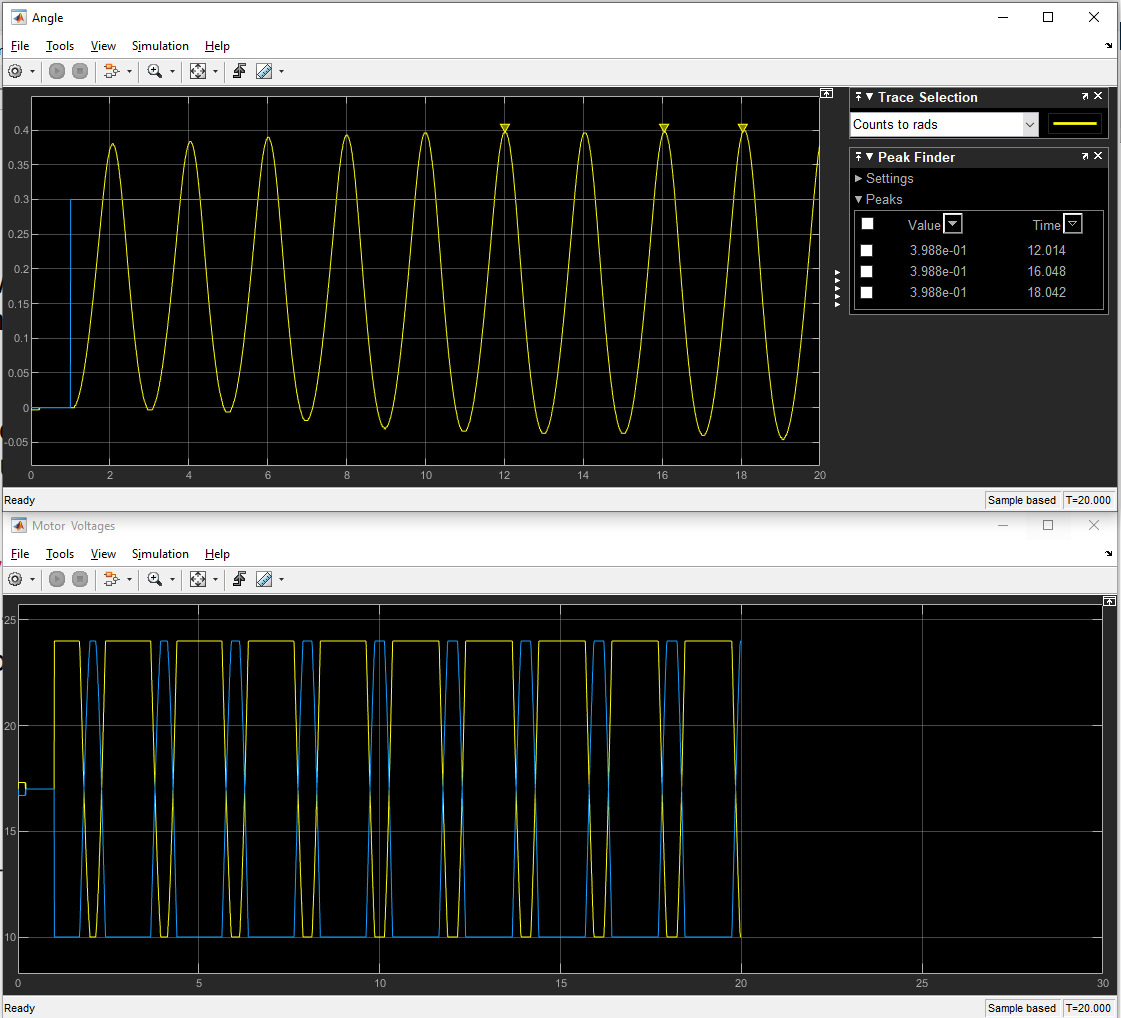 Angle
File Tools View Simulation Help
Trace Selection
Counts to rads
Peak Finder
Settings
Peaks
Value Time
3.988e-01 12.014
3.988e-01 16.048
3.988e-01 18.042
0.4
0.35
0.3
0.25
0.2
0.15
0.1
0.05
0
-0.05
0 2 4 6 8 10 12 14 16 18 20
Ready Sample based T=20.000
Motor Voltages
File Tools View Simulation Help
25
20
15
10
0 5 10 15 20 25 30
Ready Sample based T=20.000